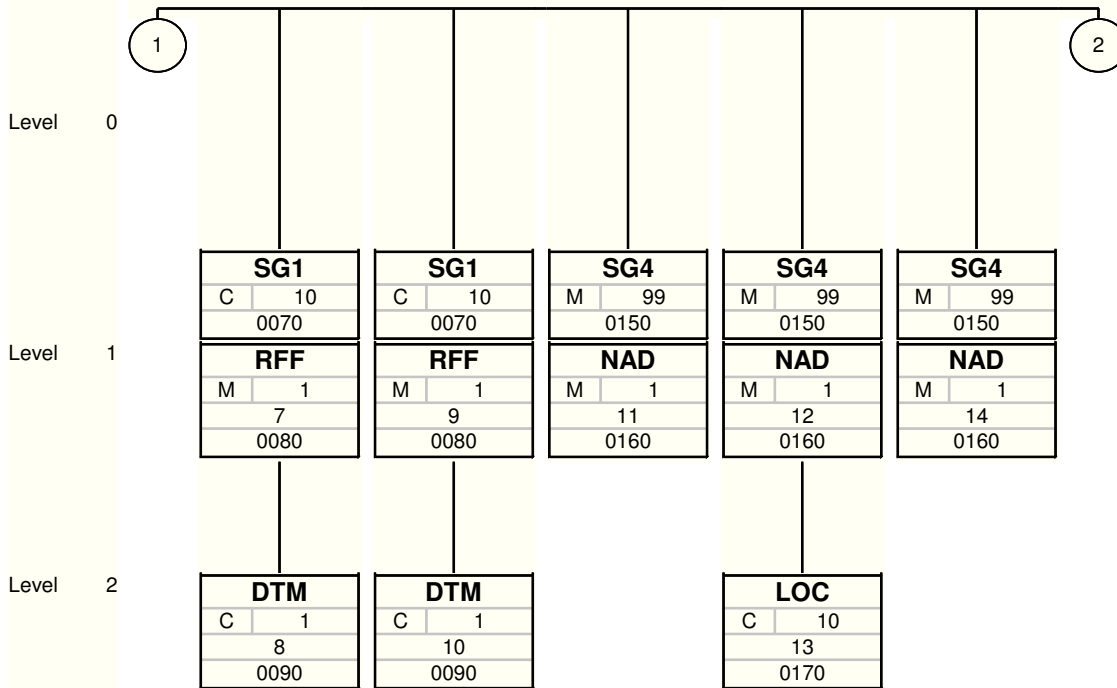 1 2
Level 0
SG1 SG1 SG4 SG4 SG4
C 10 C 10 M 99 M 99 M 99
0070 0070 0150 0150 0150
Level 1
RFF RFF NAD NAD NAD
M 1 M 1 M 1 M 1 M 1
7 9 11 12 14
0080 0080 0160 0160 0160
Level 2
DTM DTM LOC
C 1 C 1 C 10
8 10 13
0090 0090 0170